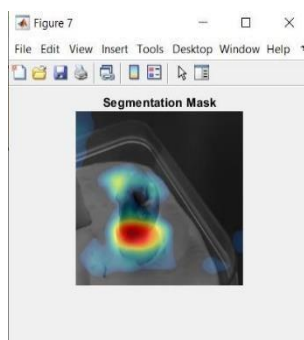 Figure 7
File Edit View Insert Tools Desktop Window Help
Segmentation Mask